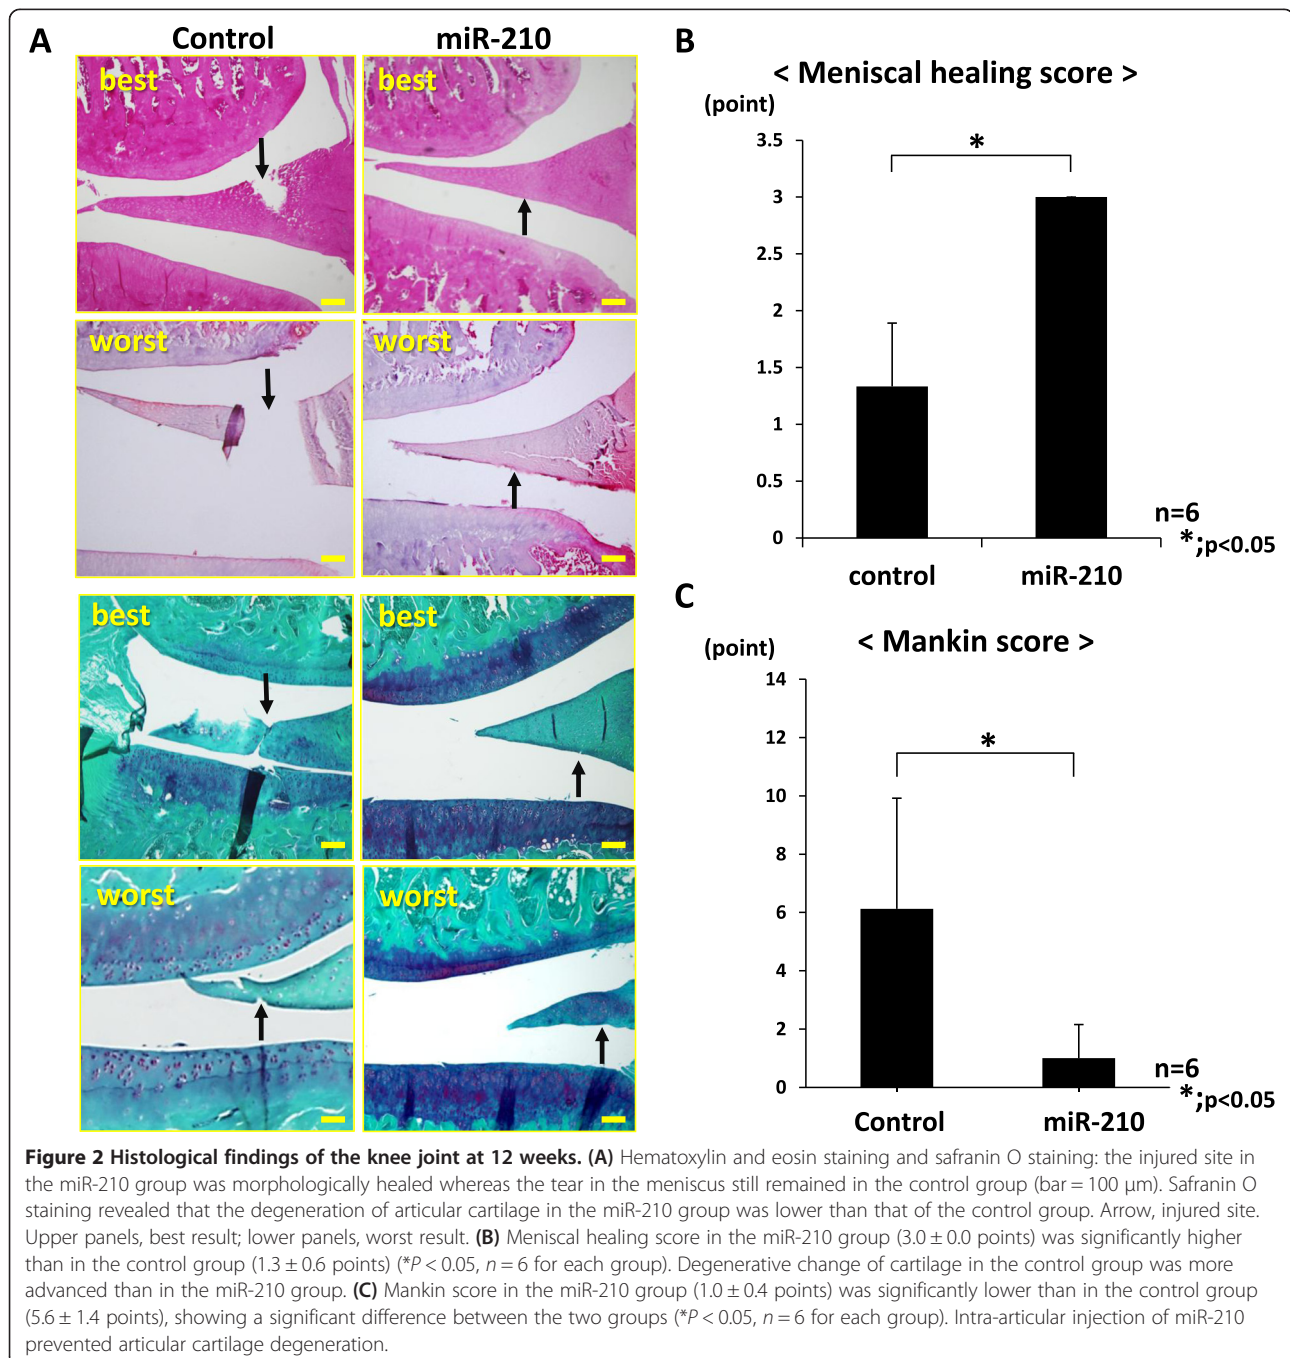 A
Control
miR-210
best
best
worst
worst
best
best
worst
worst
B
< Meniscal healing score >
(point)
3.5
3
2.5
2
1.5
1
0.5
0
*
control
miR-210
n=6
*;p<0.05
C
< Mankin score >
(point)
14
12
10
8
6
4
2
0
*
Control
miR-210
n=6
*;p<0.05
Figure 2 Histological findings of the knee joint at 12 weeks. (A) Hematoxylin and eosin staining and safranin O staining: the injured site in
the miR-210 group was morphologically healed whereas the tear in the meniscus still remained in the control group (bar = 100 μm). Safranin O
staining revealed that the degeneration of articular cartilage in the miR-210 group was lower than that of the control group. Arrow, injured site.
Upper panels, best result; lower panels, worst result. (B) Meniscal healing score in the miR-210 group (3.0 ± 0.0 points) was significantly higher
than in the control group (1.3 ± 0.6 points) (*P < 0.05, n = 6 for each group). Degenerative change of cartilage in the control group was more
advanced than in the miR-210 group. (C) Mankin score in the miR-210 group (1.0 ± 0.4 points) was significantly lower than in the control group
(5.6 ± 1.4 points), showing a significant difference between the two groups (*P < 0.05, n = 6 for each group). Intra-articular injection of miR-210
prevented articular cartilage degeneration.